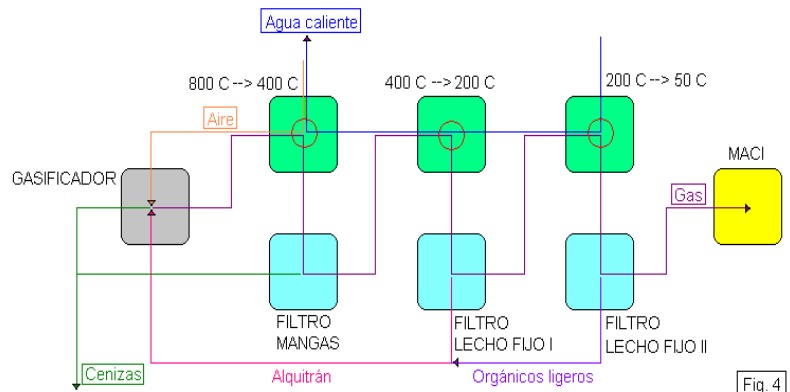 Agua caliente
800 C --> 400 C
400 C --> 200 C
200 C --> 50 C
Aire
GASIFICADOR
MACI
Gas
FILTRO
MANGAS
FILTRO
LECHO FIJO I
FILTRO
LECHO FIJO II
Cenizas
Alquitrán
Orgánicos ligeros
Fig. 4